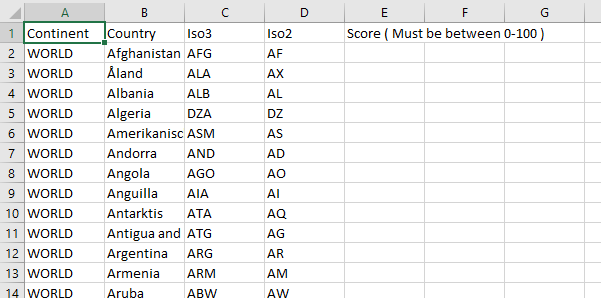 A B C D E F G
1 Continent Country Iso3 Iso2 Score ( Must be between 0-100 )
2 WORLD Afghanistan AFG AF
3 WORLD Åland ALA AX
4 WORLD Albania ALB AL
5 WORLD Algeria DZA DZ
6 WORLD Amerikanisc ASM AS
7 WORLD Andorra AND AD
8 WORLD Angola AGO AO
9 WORLD Anguilla AIA AI
10 WORLD Antarktis ATA AQ
11 WORLD Antigua and ATG AG
12 WORLD Argentina ARG AR
13 WORLD Armenia ARM AM
14 WORLD Aruba ABW AW